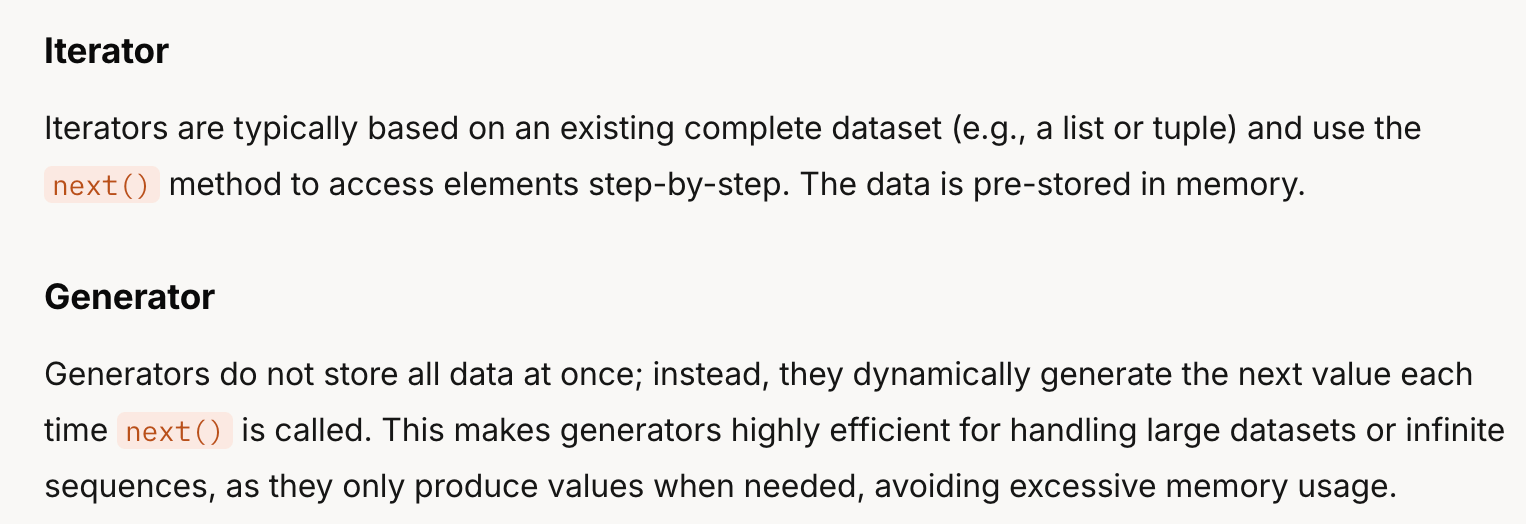 Iterator
Iterators are typically based on an existing complete dataset (e.g., a list or tuple) and use the
next() method to access elements step-by-step. The data is pre-stored in memory.
Generator
Generators do not store all data at once; instead, they dynamically generate the next value each
time next() is called. This makes generators highly efficient for handling large datasets or infinite
sequences, as they only produce values when needed, avoiding excessive memory usage.